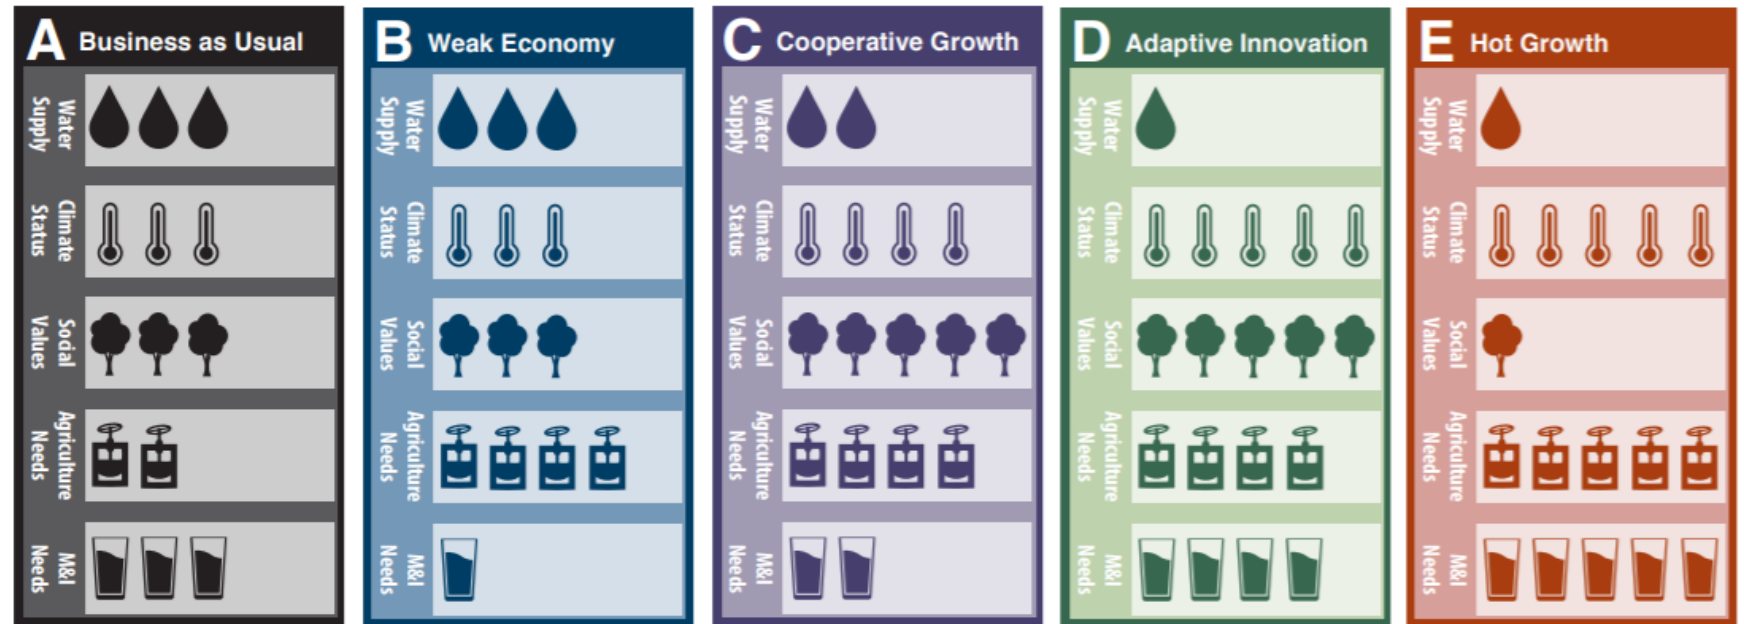 A Business as Usual
Water
Supply
Climate
Status
Social
Values
Agriculture
Needs
M&I
Needs
B Weak Economy
Water
Supply
Climate
Status
Social
Values
Agriculture
Needs
M&I
Needs
C Cooperative Growth
Water
Supply
Climate
Status
Social
Values
Agriculture
Needs
M&I
Needs
D Adaptive Innovation
Water
Supply
Climate
Status
Social
Values
Agriculture
Needs
M&I
Needs
E Hot Growth
Water
Supply
Climate
Status
Social
Values
Agriculture
Needs
M&I
Needs